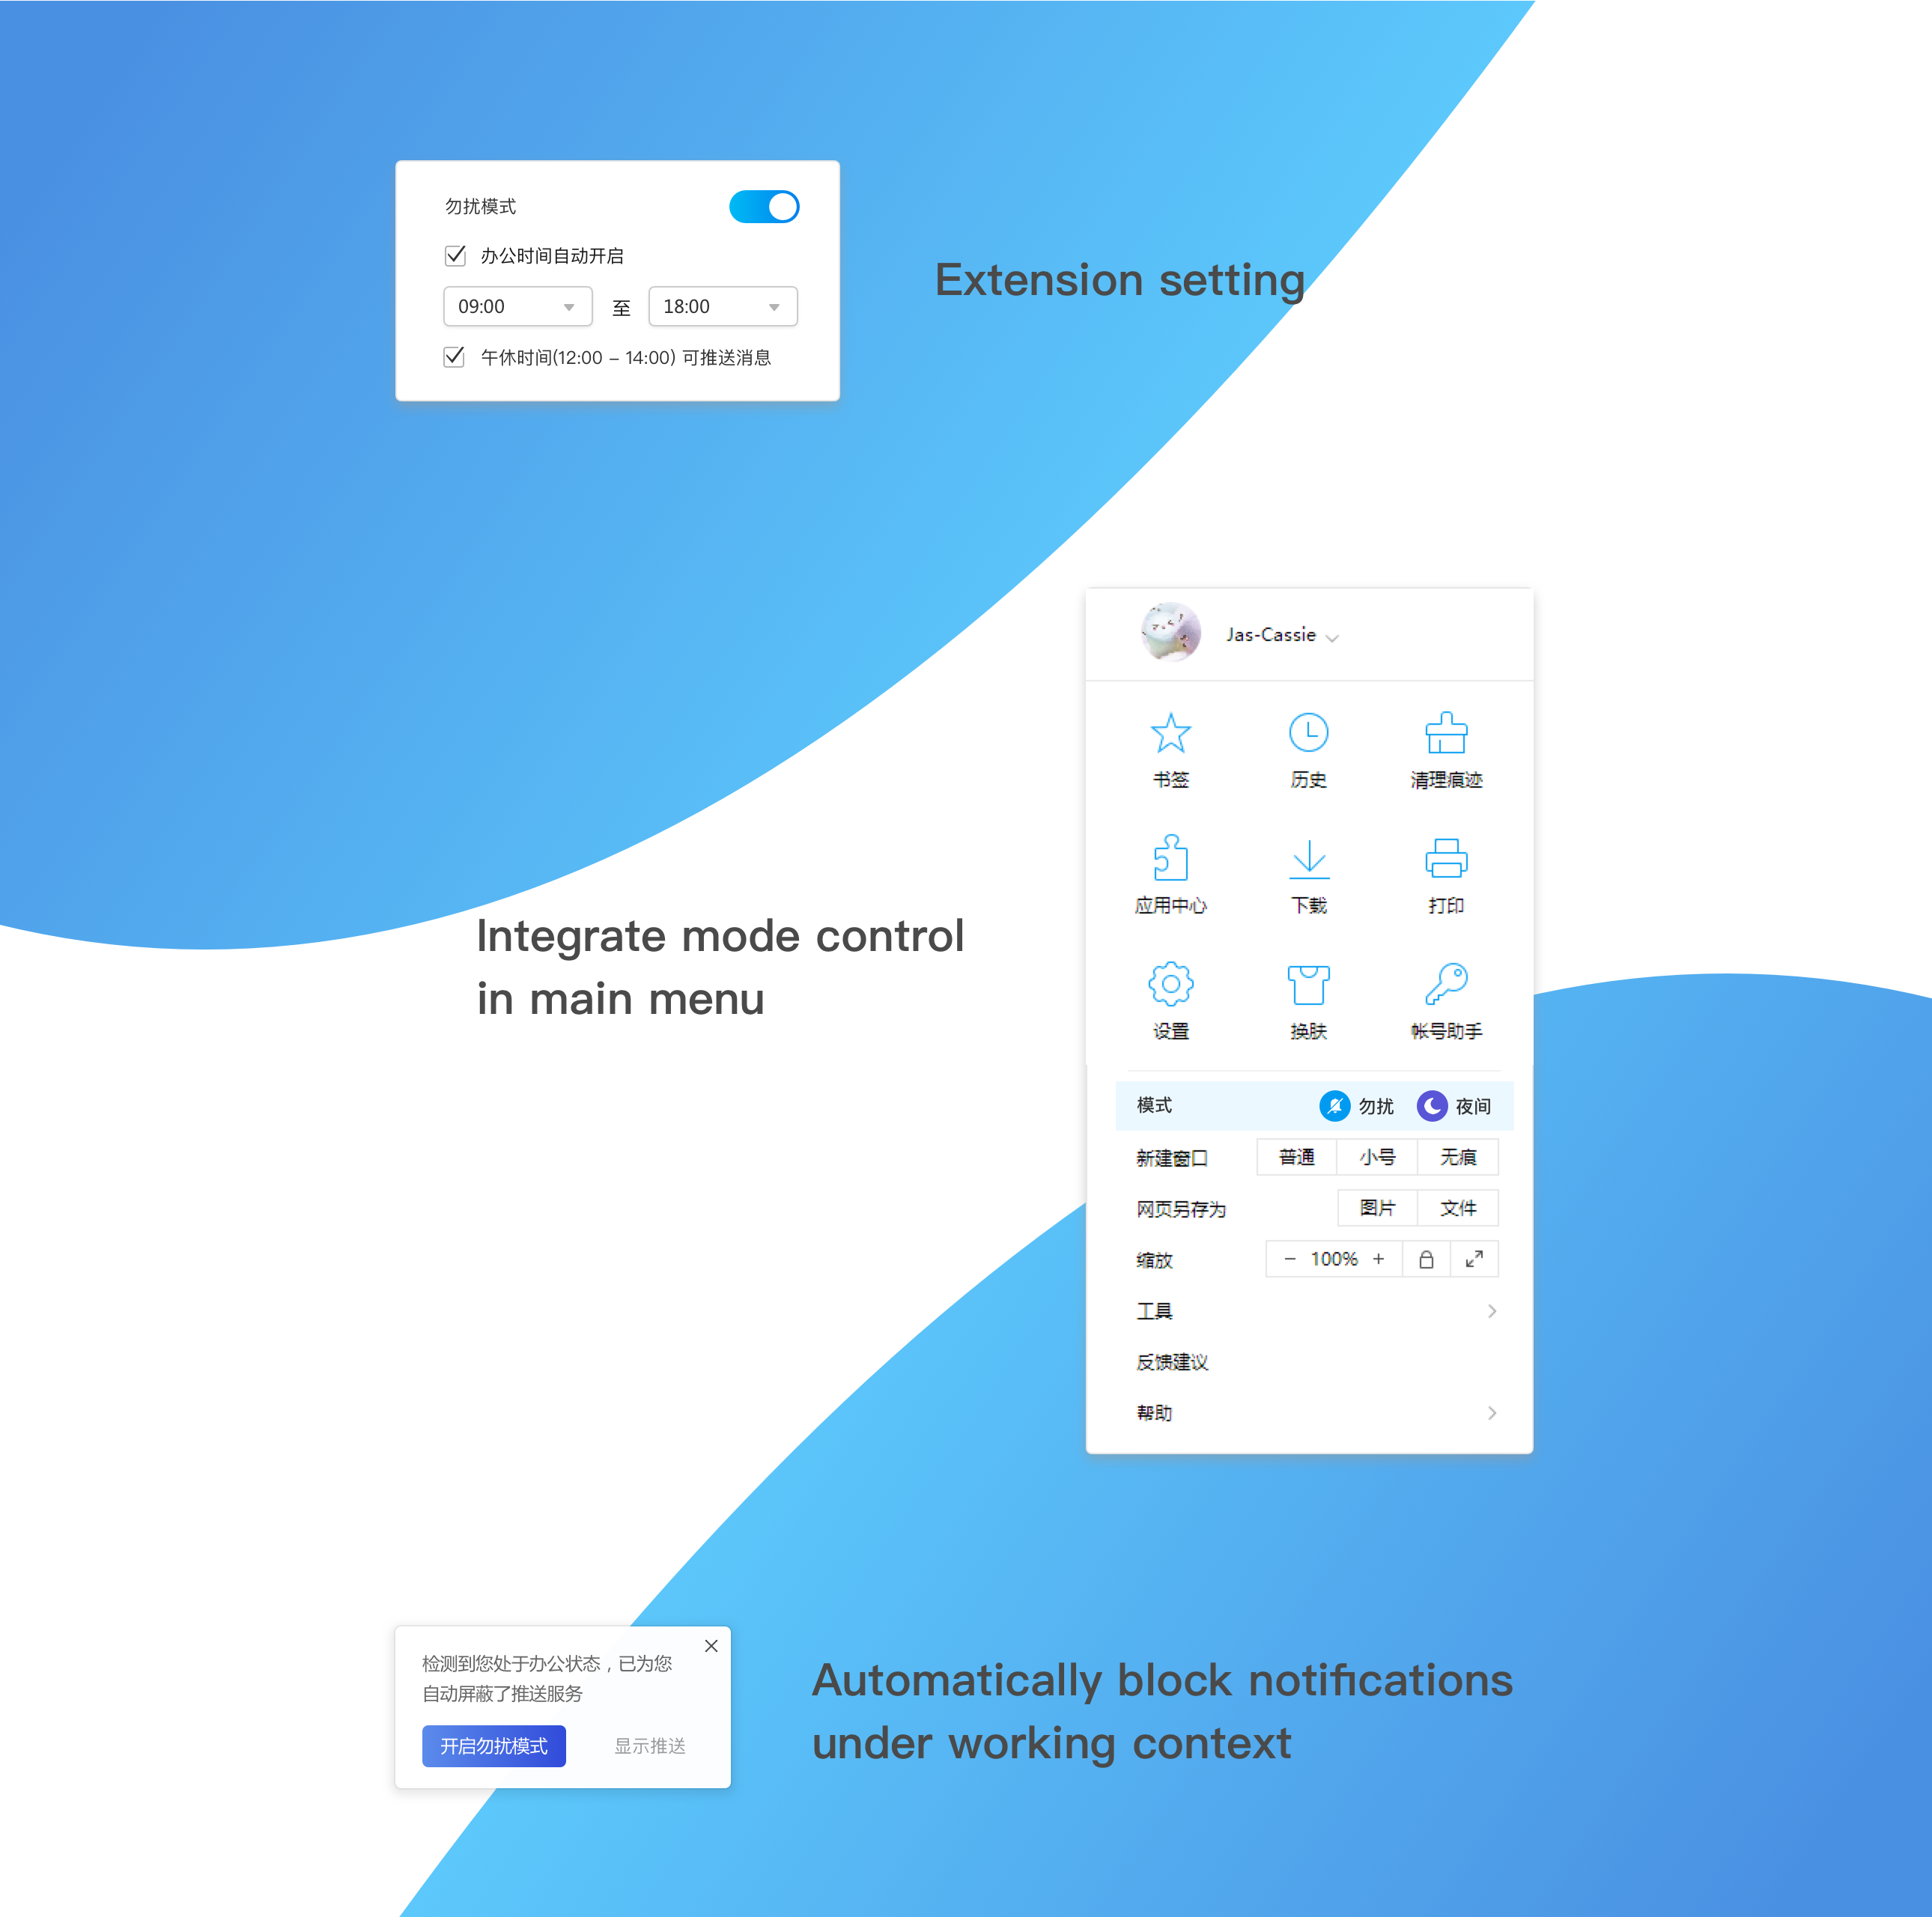 勿扰模式
办公时间自动开启
09:00 至 18:00
午休时间(12:00 – 14:00) 可推送消息
Extension setting
Integrate mode control
in main menu
Jas-Cassie
书签 历史 清理痕迹
应用中心 下载 打印
设置 换肤 帐号助手
模式 勿扰 夜间
新建窗口 普通 小号 无痕
网页另存为 图片 文件
缩放 − 100% +
工具
反馈建议
帮助
检测到您处于办公状态，已为您
自动屏蔽了推送服务
开启勿扰模式 显示推送
Automatically block notifications
under working context